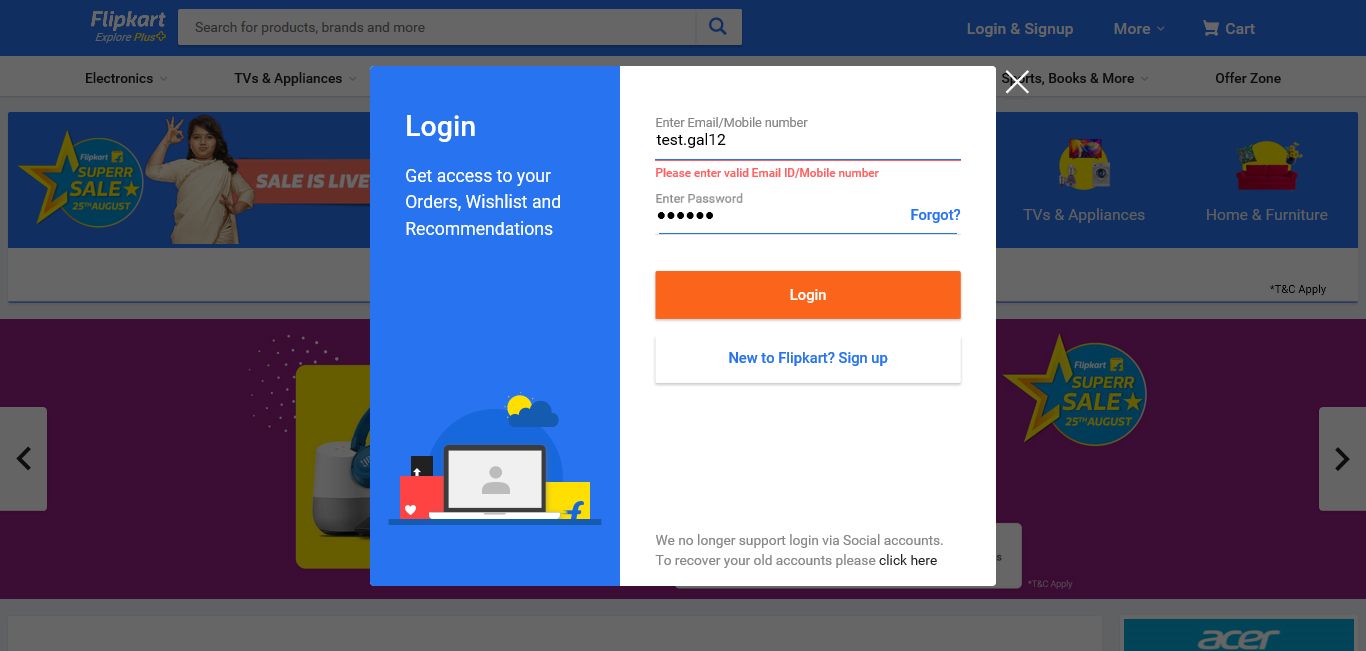 Flipkart
Explore Plus
Search for products, brands and more
Login & Signup
More
Cart
Electronics
TVs & Appliances
Sports, Books & More
Offer Zone
Flipkart
SUPERR
SALE
25TH AUGUST
SALE IS LIVE
TVs & Appliances
Home & Furniture
*T&C Apply
Login
Get access to your
Orders, Wishlist and
Recommendations
Enter Email/Mobile number
test.gal12
Please enter valid Email ID/Mobile number
Enter Password
Forgot?
Login
New to Flipkart? Sign up
We no longer support login via Social accounts.
To recover your old accounts please click here
Flipkart
SUPERR
SALE
25TH AUGUST
*T&C Apply
acer